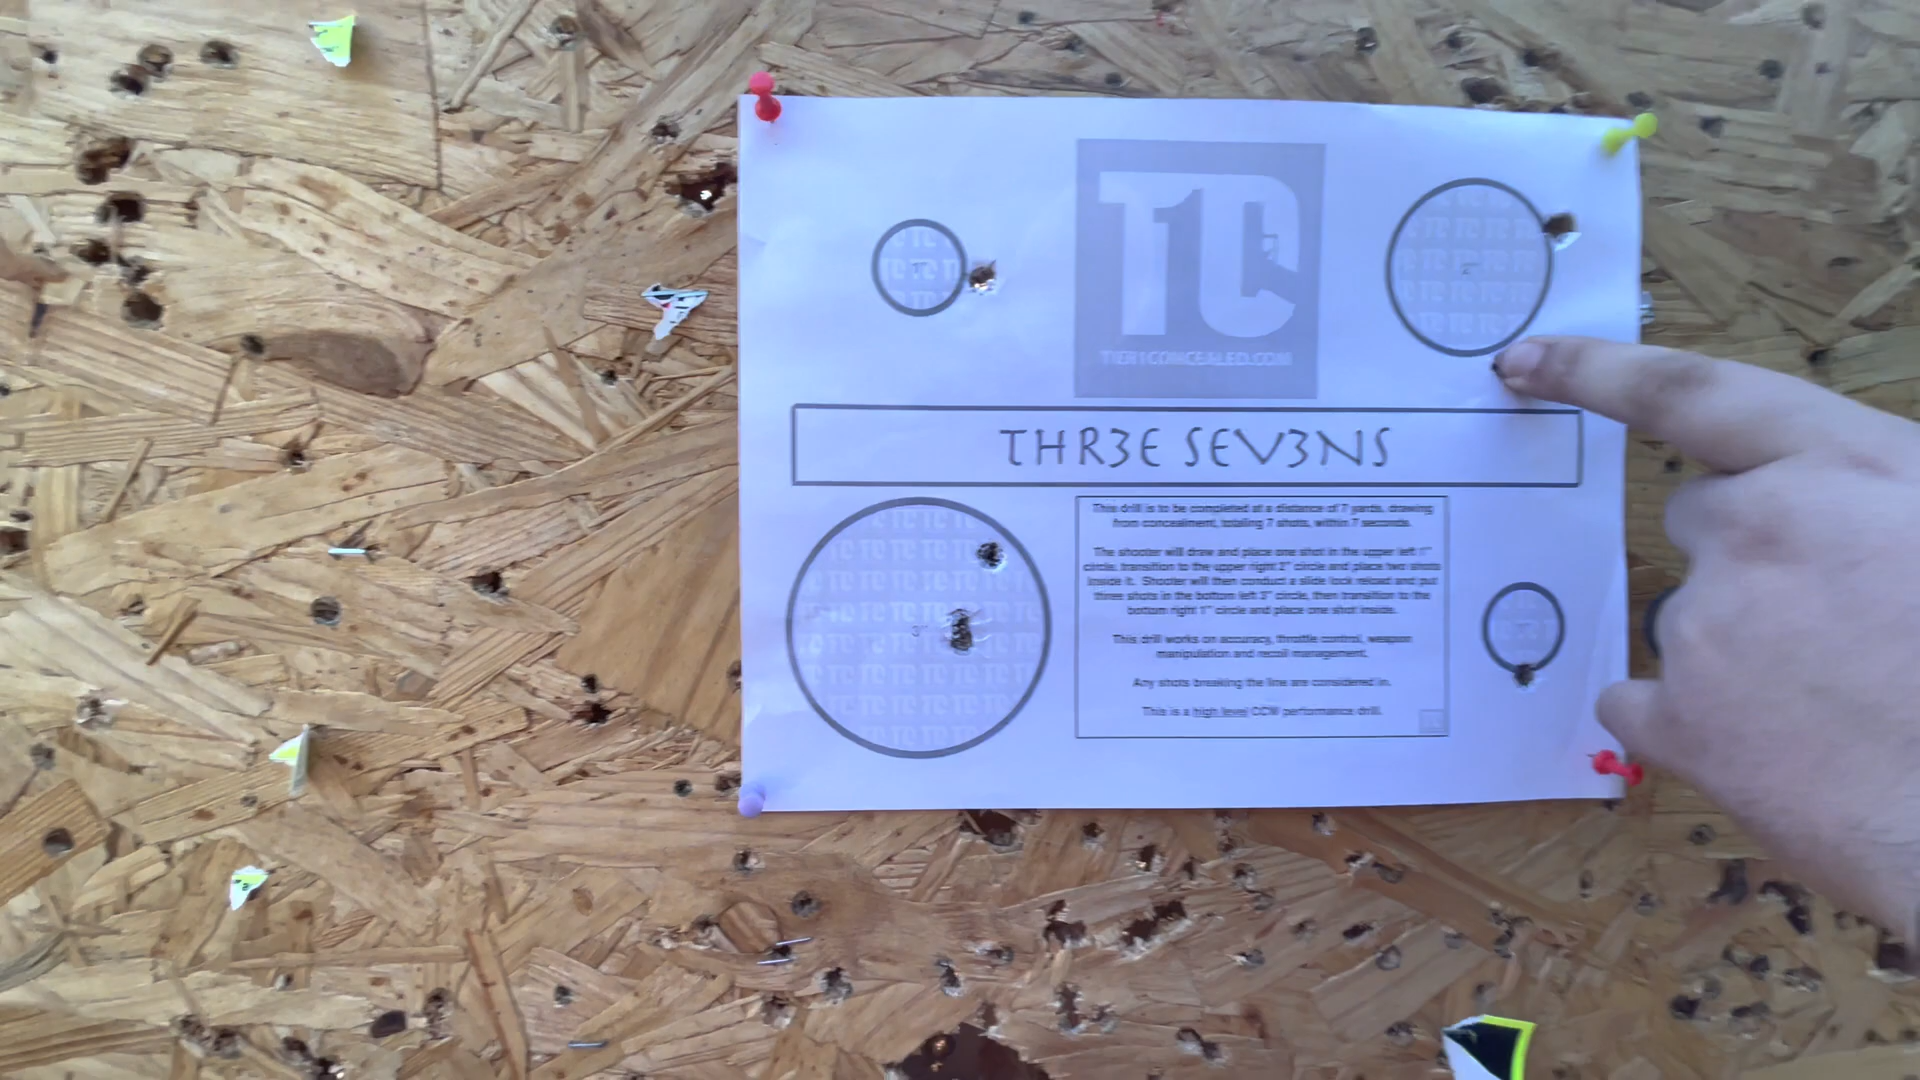 1"
TC
TIER1CONCEALED.COM
2"
THR3E SEV3NS
3"
This drill is to be completed at a distance of 7 yards, drawing
from concealment, totaling 7 shots, within 7 seconds.
The shooter will draw and place one shot in the upper left 1"
circle, transition to the upper right 2" circle and place two shots
inside it. Shooter will then conduct a slide lock reload and put
three shots in the bottom left 3" circle, then transition to the
bottom right 1" circle and place one shot inside.
This drill works on accuracy, throttle control, weapon
manipulation and recoil management.
Any shots breaking the line are considered in.
This is a high level CCW performance drill.